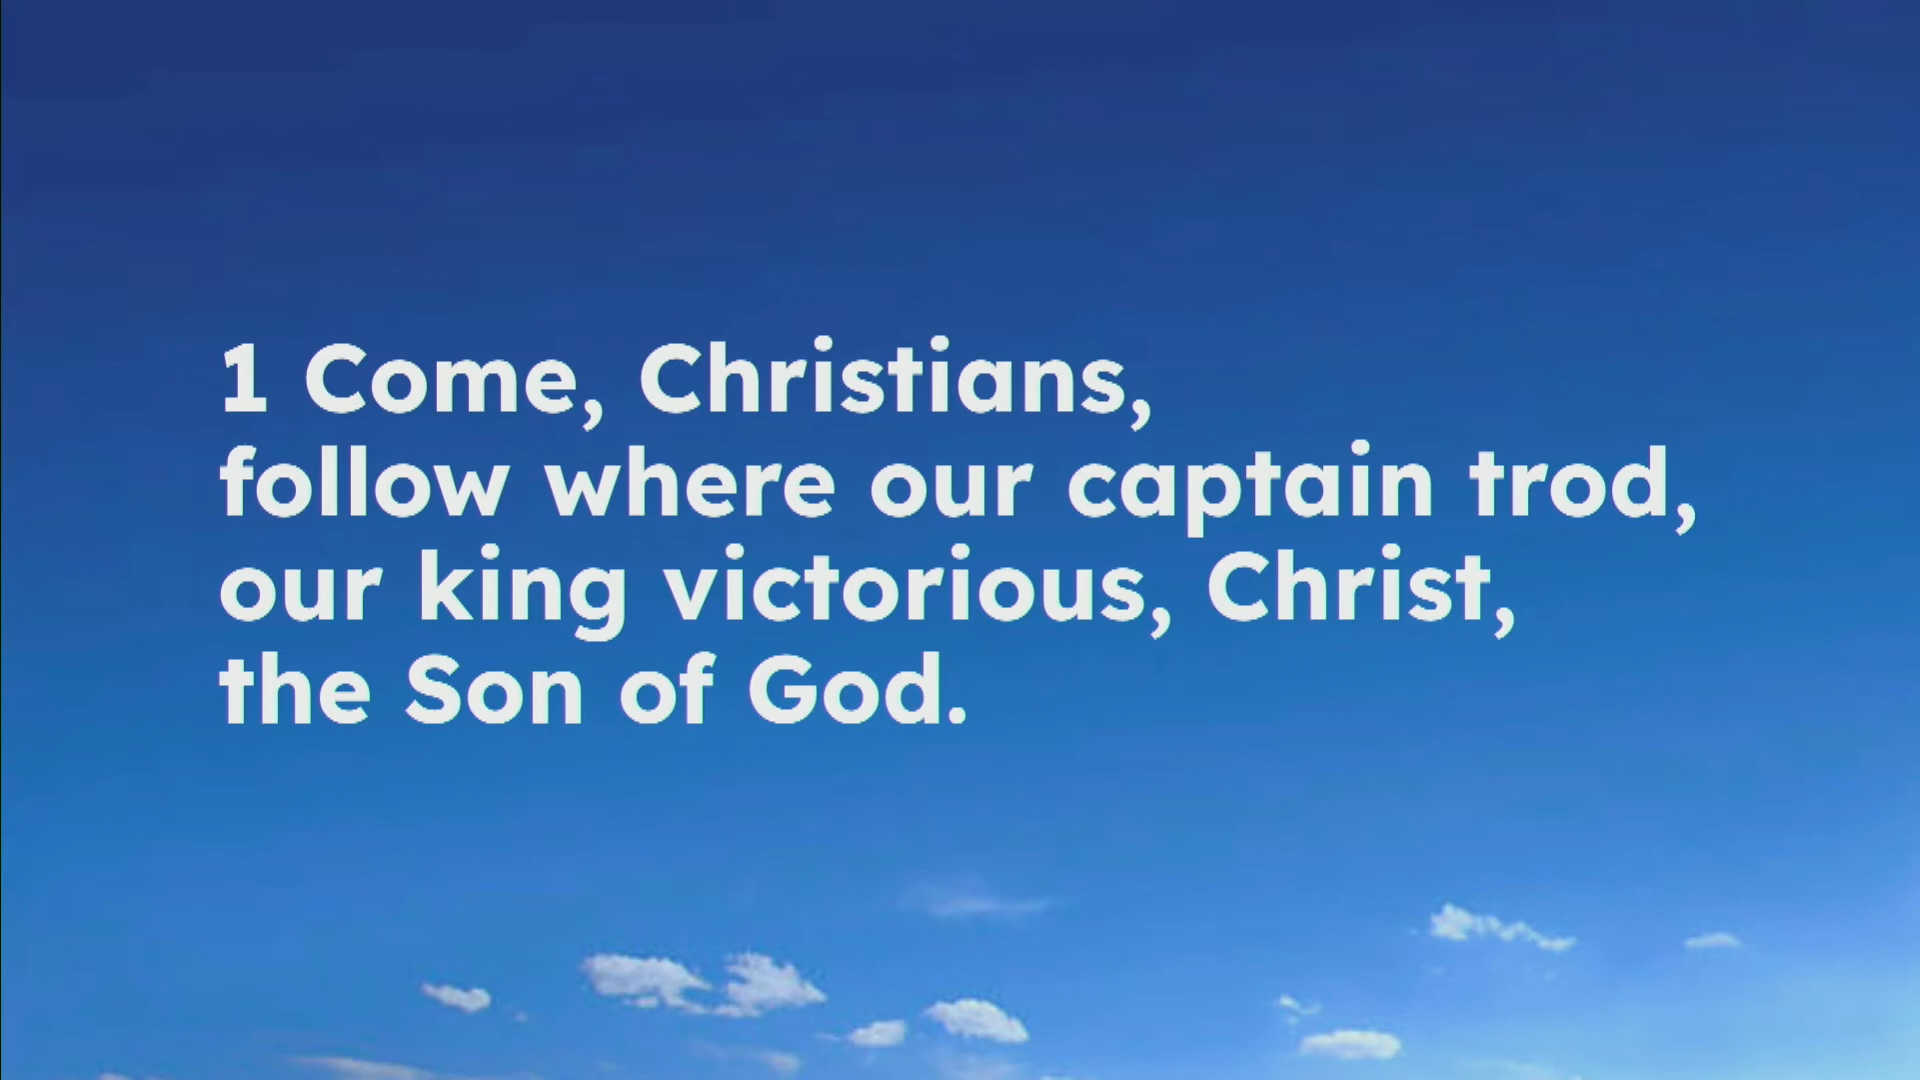 1 Come, Christians,
follow where our captain trod,
our king victorious, Christ,
the Son of God.